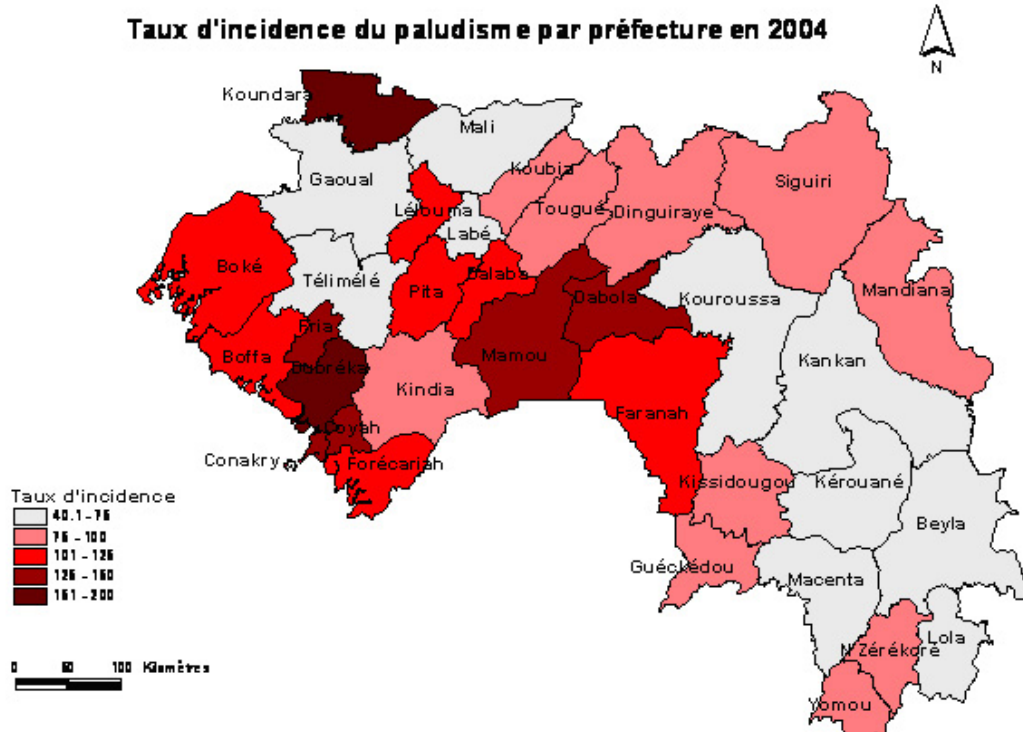 Taux d'incidence du paludisme par préfecture en 2004
N
Koundara
Mali
Gaoual
Koubia
Siguiri
Lélouma
Tougué
Dinguiraye
Labé
Boké
Télimélé
Pita
Dalaba
Dabola
Kouroussa
Mandiana
Fria
Boffa
Dubréka
Mamou
Kankan
Kindia
Faranah
Coyah
Conakry
Forécariah
Kissidougou
Kérouané
Beyla
Guéckédou
Macenta
N'Zérékoré
Lola
Yomou
Taux d'incidence
40.1 - 75
75 - 100
101 - 125
125 - 150
151 - 200
0 50 100 Kilomètres